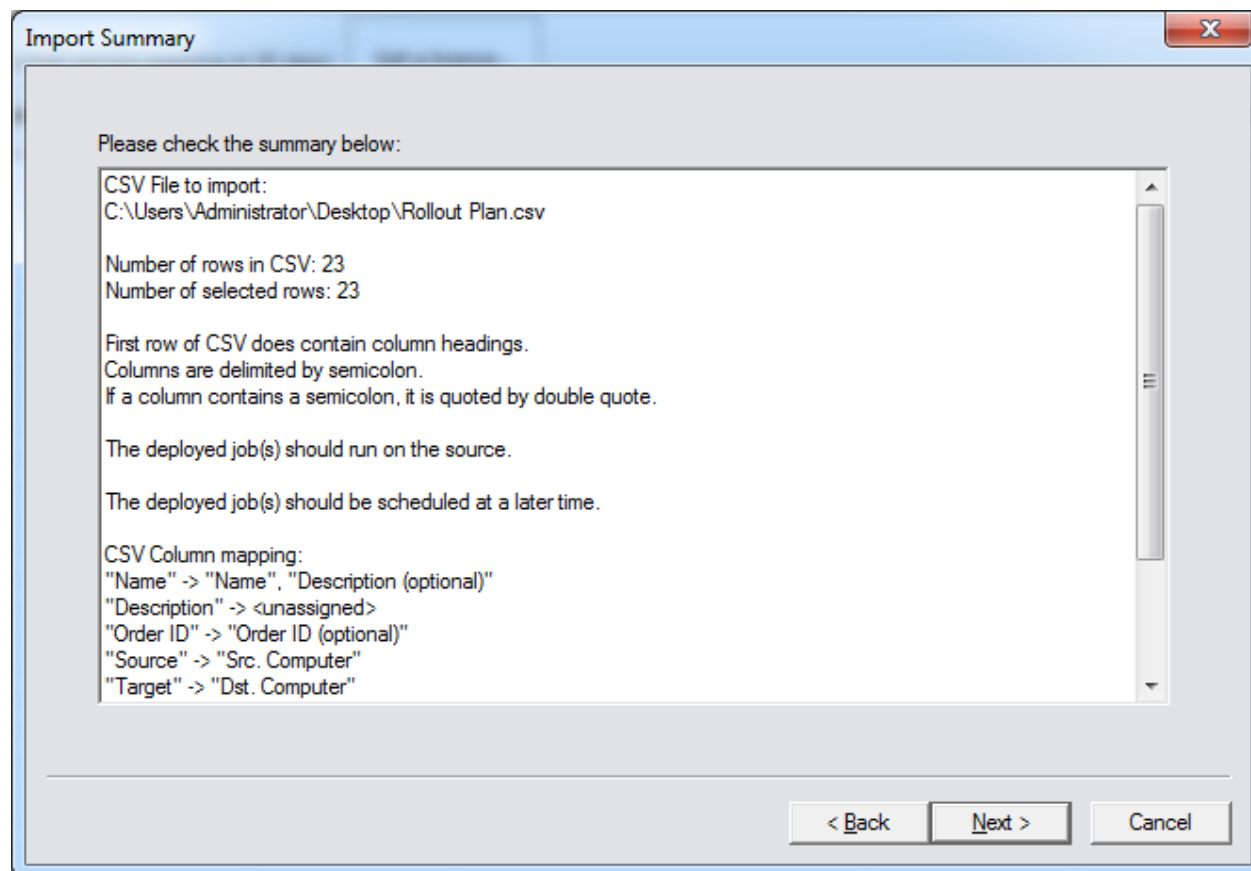 Import Summary
Please check the summary below:
CSV File to import:
C:\Users\Administrator\Desktop\Rollout Plan.csv
Number of rows in CSV: 23
Number of selected rows: 23
First row of CSV does contain column headings.
Columns are delimited by semicolon.
If a column contains a semicolon, it is quoted by double quote.
The deployed job(s) should run on the source.
The deployed job(s) should be scheduled at a later time.
CSV Column mapping:
"Name" -> "Name", "Description (optional)"
"Description" -> <unassigned>
"Order ID" -> "Order ID (optional)"
"Source" -> "Src. Computer"
"Target" -> "Dst. Computer"
< Back Next > Cancel